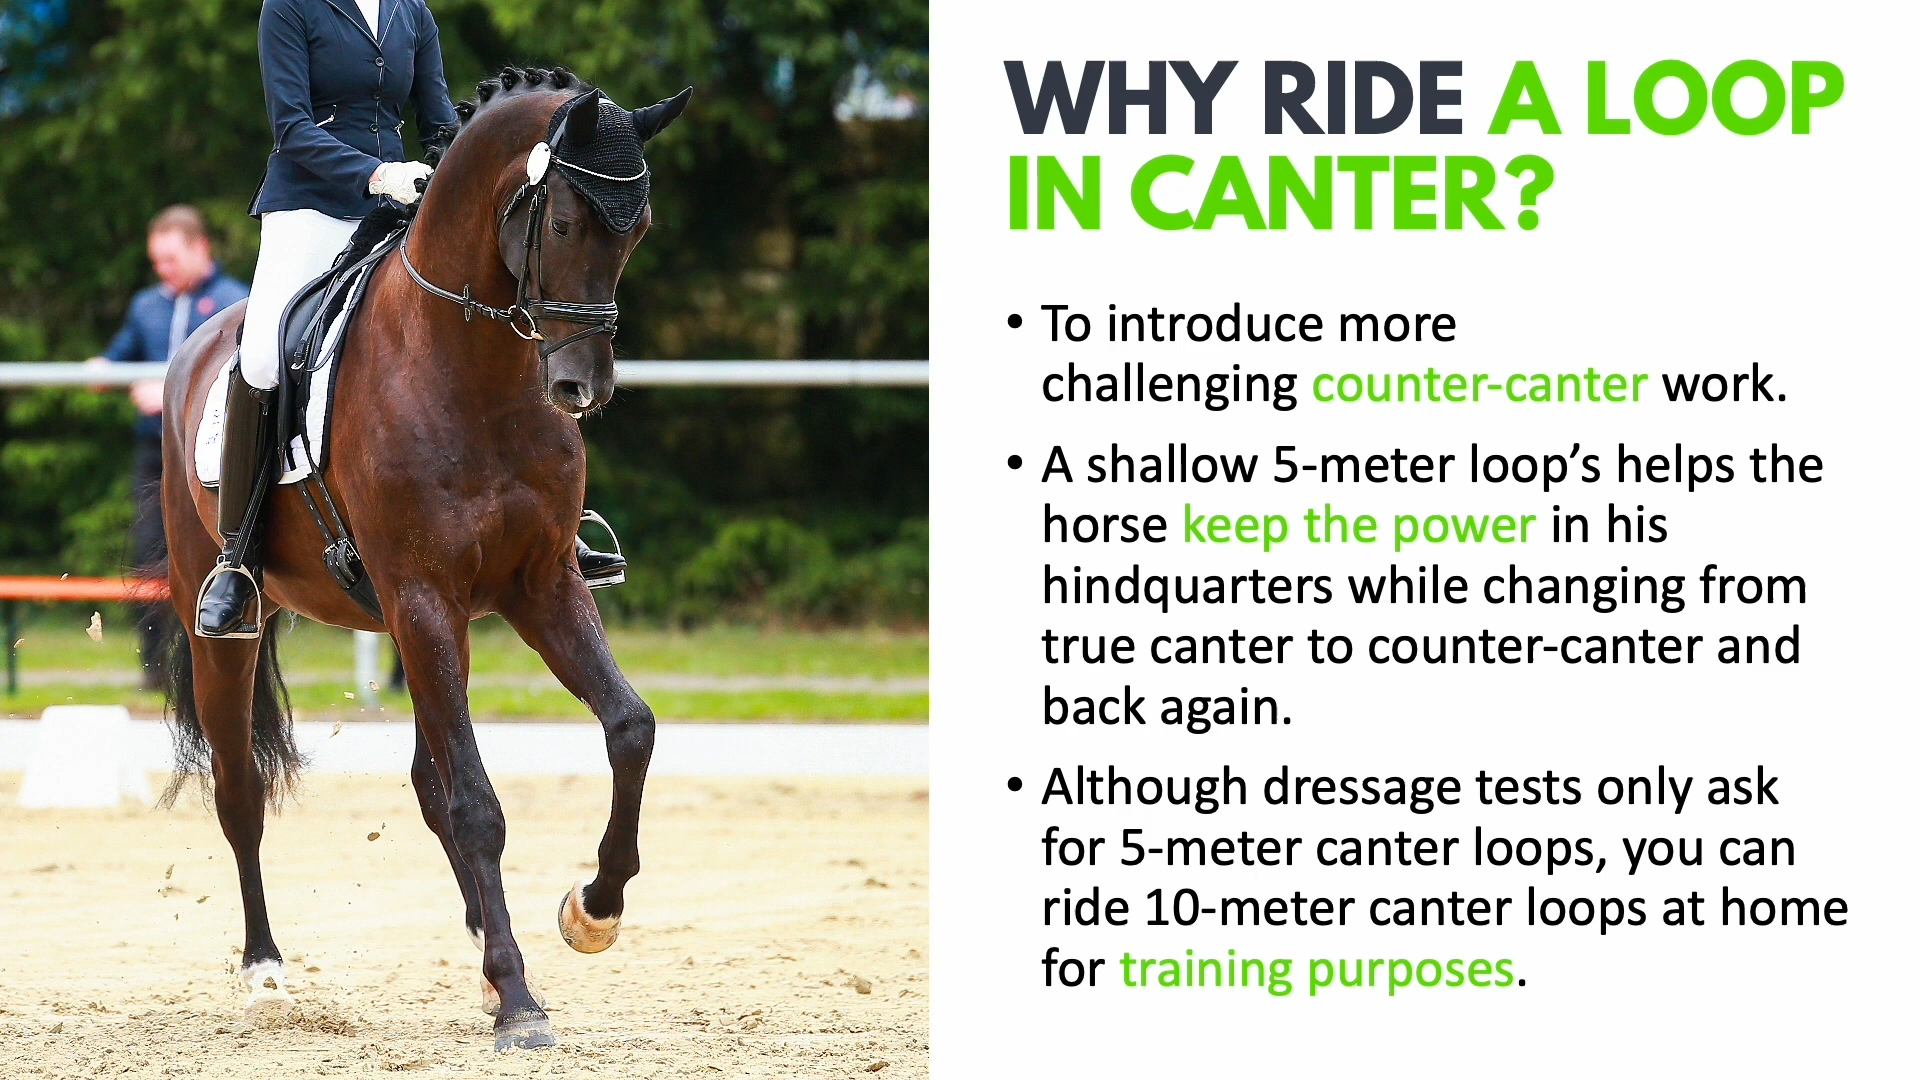 WHY RIDE A LOOP
IN CANTER?
• To introduce more
challenging counter-canter work.
• A shallow 5-meter loop’s helps the
horse keep the power in his
hindquarters while changing from
true canter to counter-canter and
back again.
• Although dressage tests only ask
for 5-meter canter loops, you can
ride 10-meter canter loops at home
for training purposes.